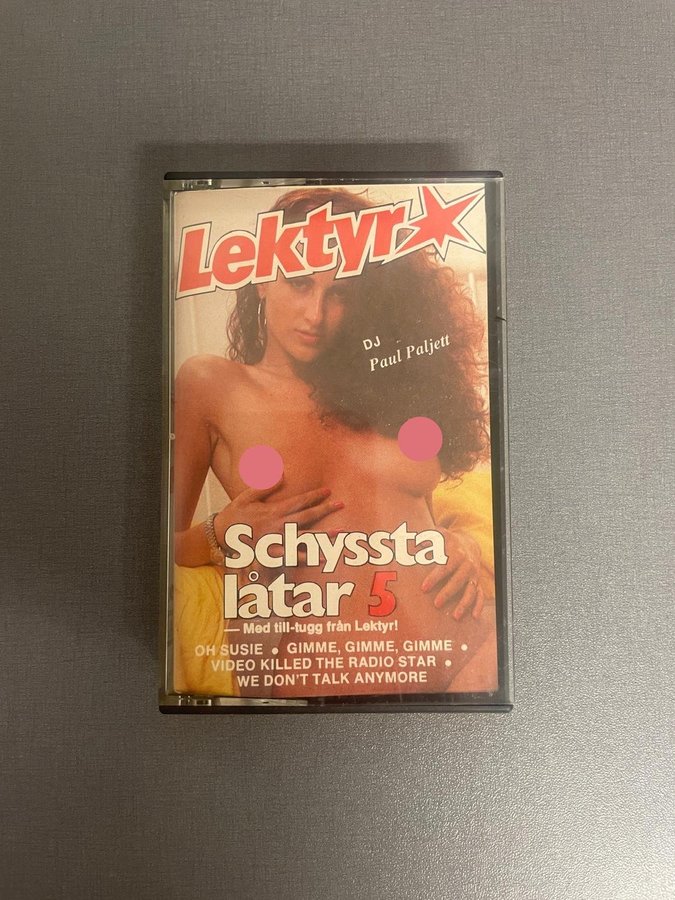 Lektyr
DJ
Paul Paljett
Schyssta
låtar 5
— Med till-tugg från Lektyr!
OH SUSIE • GIMME, GIMME, GIMME •
VIDEO KILLED THE RADIO STAR •
WE DON'T TALK ANYMORE